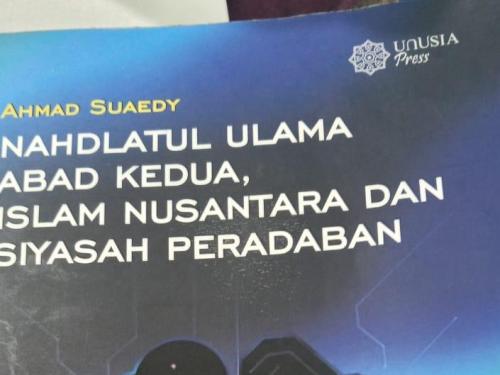 UNUSIA
Press
AHMAD SUAEDY
NAHDLATUL ULAMA
ABAD KEDUA,
ISLAM NUSANTARA DAN
SIYASAH PERADABAN